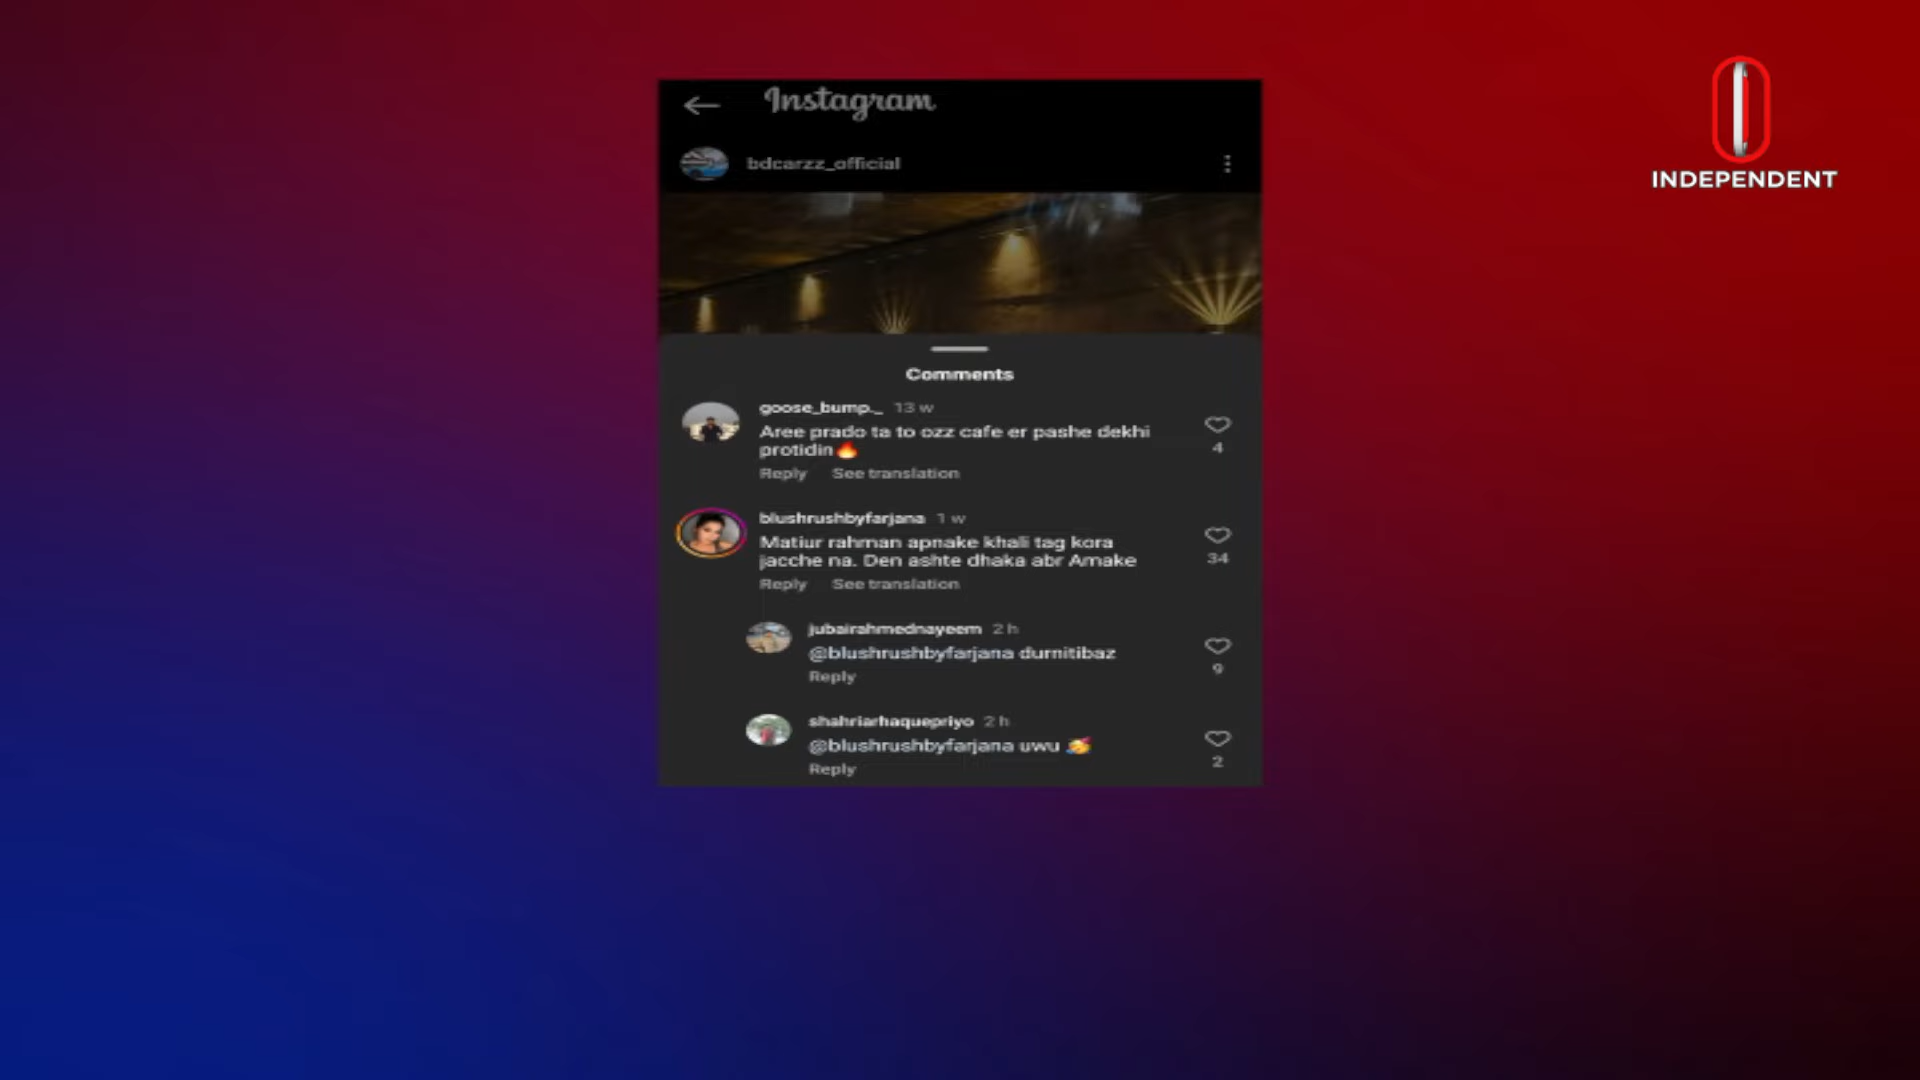 Instagram
INDEPENDENT
bdcarzz_official
Comments
goose_bump._ 13 w
Aree prado ta to ozz cafe er pashe dekhi
protidin🔥
4
Reply See translation
blushrushbyfarjana 1 w
Matiur rahman apnake khali tag kora
jacche na. Den ashte dhaka abr Amake
34
Reply See translation
jubairahmednayeem 2 h
@blushrushbyfarjana durnitibaz
9
Reply
shahriarhaquepriyo 2 h
@blushrushbyfarjana uwu 🥳
2
Reply